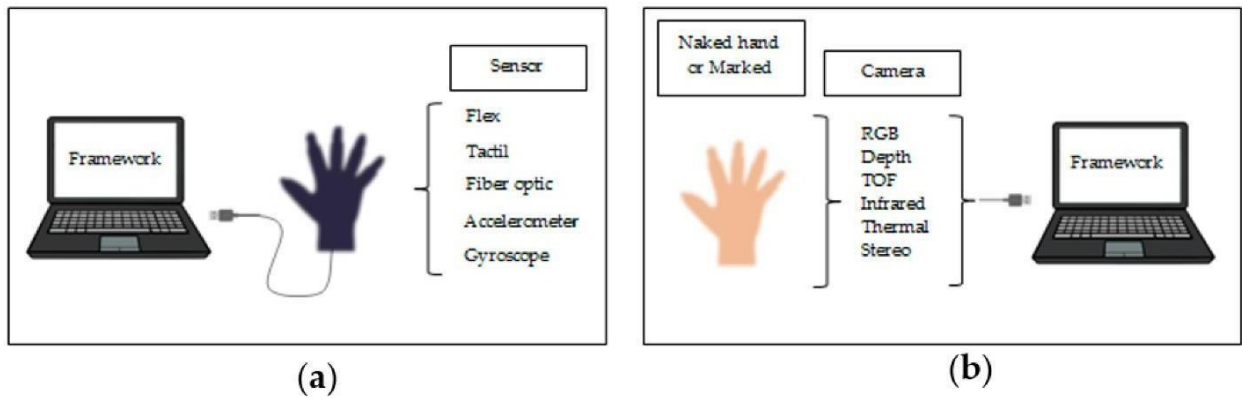 Sensor
Flex
Tactil
Fiber optic
Accelerometer
Gyroscope
Framework
(a)
Naked hand
or Marked
Camera
RGB
Depth
TOF
Infrared
Thermal
Stereo
Framework
(b)